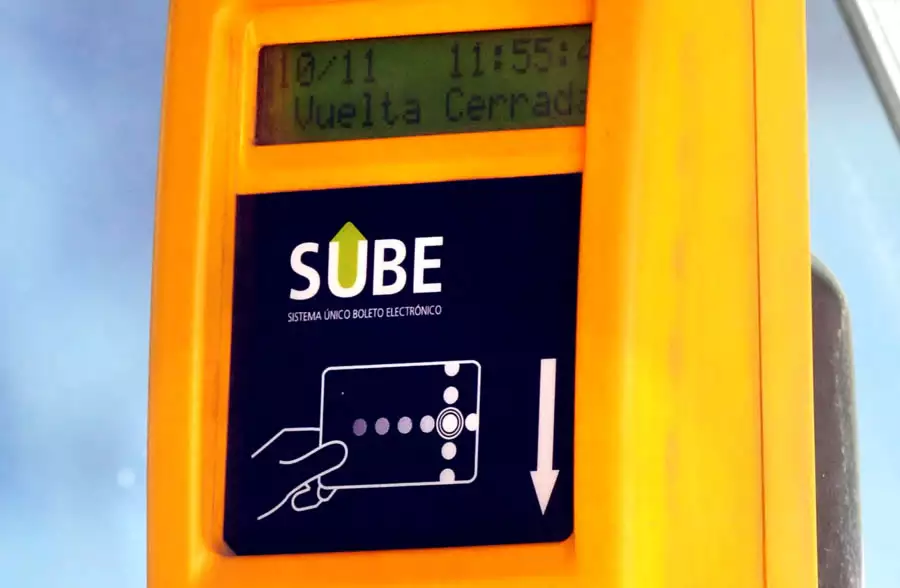 10/11 11:55:4
Vuelta Cerrada
SUBE
SISTEMA ÚNICO BOLETO ELECTRÓNICO